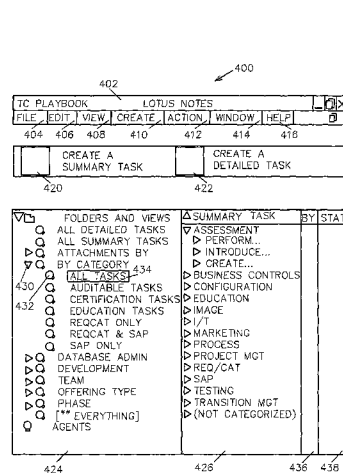 400
402
TC PLAYBOOK LOTUS NOTES
FILE EDIT VIEW CREATE ACTION WINDOW HELP
404 406 408 410 412 414 416
CREATE A SUMMARY TASK
CREATE A DETAILED TASK
420 422
FOLDERS AND VIEWS
ALL DETAILED TASKS
ALL SUMMARY TASKS
ATTACHMENTS BY
BY CATEGORY
430
ALL TASKS 434
432
AUDITABLE TASKS
CERTIFICATION TASKS
EDUCATION TASKS
REQCAT ONLY
REQCAT & SAP
SAP ONLY
DATABASE ADMIN
DEVELOPMENT
TEAM
OFFERING TYPE
PHASE
[** EVERYTHING]
AGENTS
SUMMARY TASK BY STAT
ASSESSMENT
PERFORM...
INTRODUCE...
CREATE...
BUSINESS CONTROLS
CONFIGURATION
EDUCATION
IMAGE
I/T
MARKETING
PROCESS
PROJECT MGT
REQ/CAT
SAP
TESTING
TRANSITION MGT
(NOT CATEGORIZED)
424 426 436 438